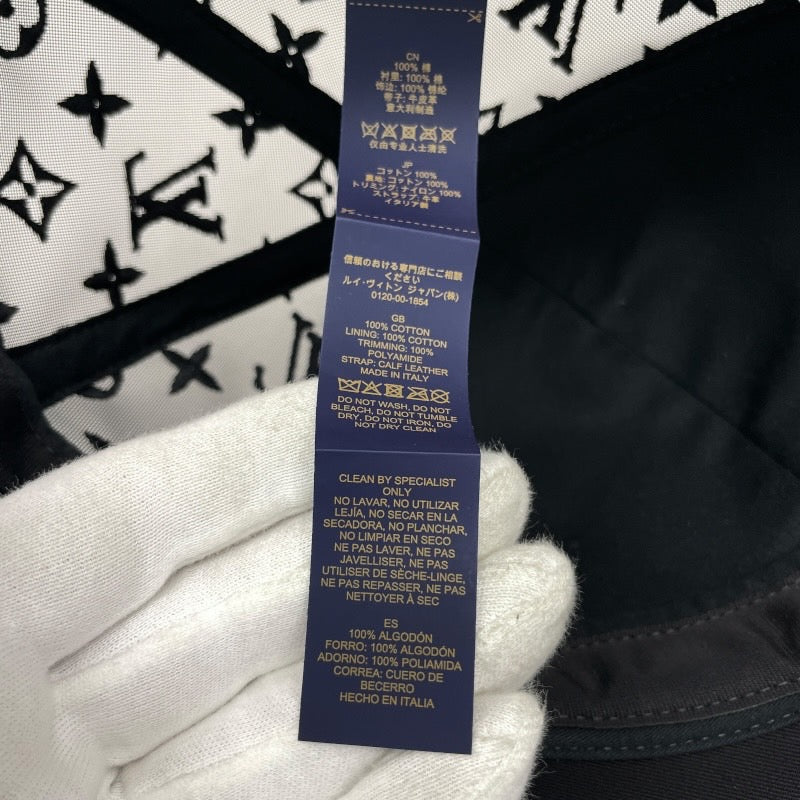 CN
100% 棉
衬里: 100% 棉
饰边: 100% 锦纶
带子: 牛皮革
意大利制造
仅由专业人士清洗
JP
コットン 100%
裏地: コットン 100%
トリミング: ナイロン 100%
ストラップ: 牛革
イタリア製
信頼のおける専門店にご相談
ください
ルイ･ヴィトン ジャパン(株)
0120-00-1854
GB
100% COTTON
LINING: 100% COTTON
TRIMMING: 100%
POLYAMIDE
STRAP: CALF LEATHER
MADE IN ITALY
DO NOT WASH, DO NOT
BLEACH, DO NOT TUMBLE
DRY, DO NOT IRON, DO
NOT DRY CLEAN
CLEAN BY SPECIALIST
ONLY
NO LAVAR, NO UTILIZAR
LEJÍA, NO SECAR EN LA
SECADORA, NO PLANCHAR,
NO LIMPIAR EN SECO
NE PAS LAVER, NE PAS
JAVELLISER, NE PAS
UTILISER DE SÈCHE-LINGE,
NE PAS REPASSER, NE PAS
NETTOYER À SEC
ES
100% ALGODÓN
FORRO: 100% ALGODÓN
ADORNO: 100% POLIAMIDA
CORREA: CUERO DE
BECERRO
HECHO EN ITALIA